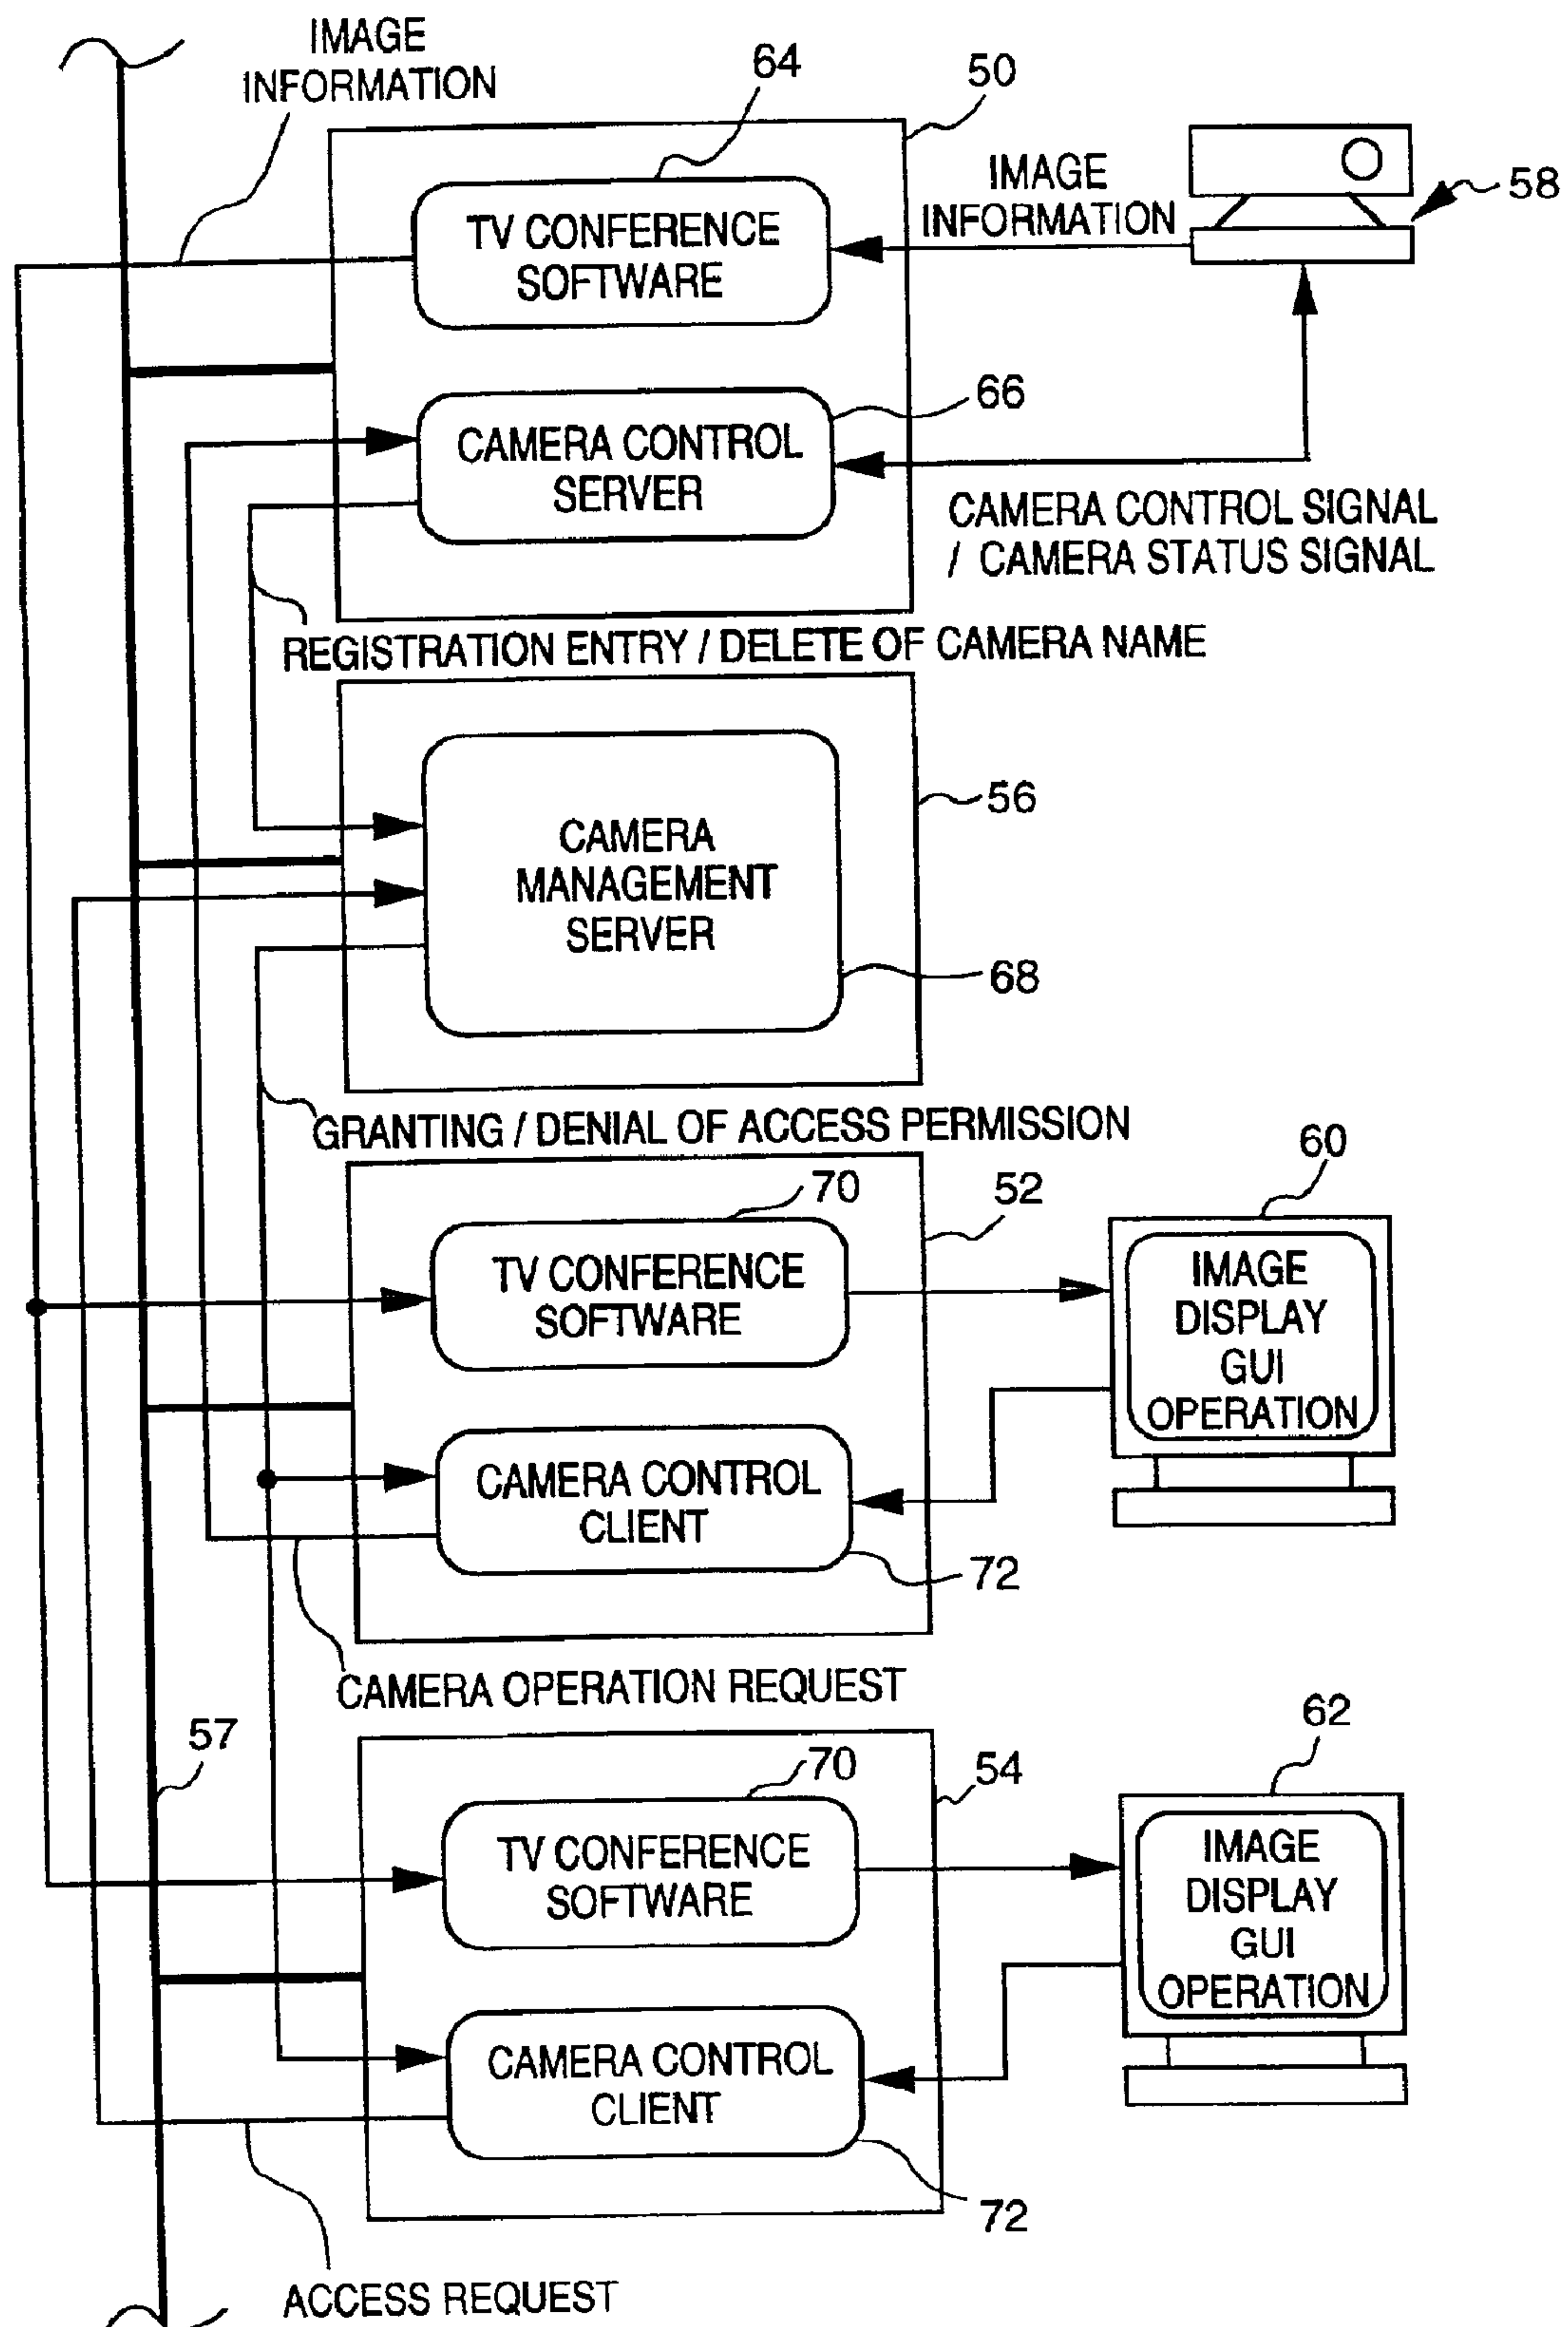 IMAGE
INFORMATION
64
50
TV CONFERENCE
SOFTWARE
IMAGE
INFORMATION
58
CAMERA CONTROL
SERVER
66
CAMERA CONTROL SIGNAL
/ CAMERA STATUS SIGNAL
REGISTRATION ENTRY / DELETE OF CAMERA NAME
CAMERA
MANAGEMENT
SERVER
56
68
GRANTING / DENIAL OF ACCESS PERMISSION
70
52
60
TV CONFERENCE
SOFTWARE
IMAGE
DISPLAY
GUI
OPERATION
CAMERA CONTROL
CLIENT
72
CAMERA OPERATION REQUEST
57
70
54
62
TV CONFERENCE
SOFTWARE
IMAGE
DISPLAY
GUI
OPERATION
CAMERA CONTROL
CLIENT
72
ACCESS REQUEST